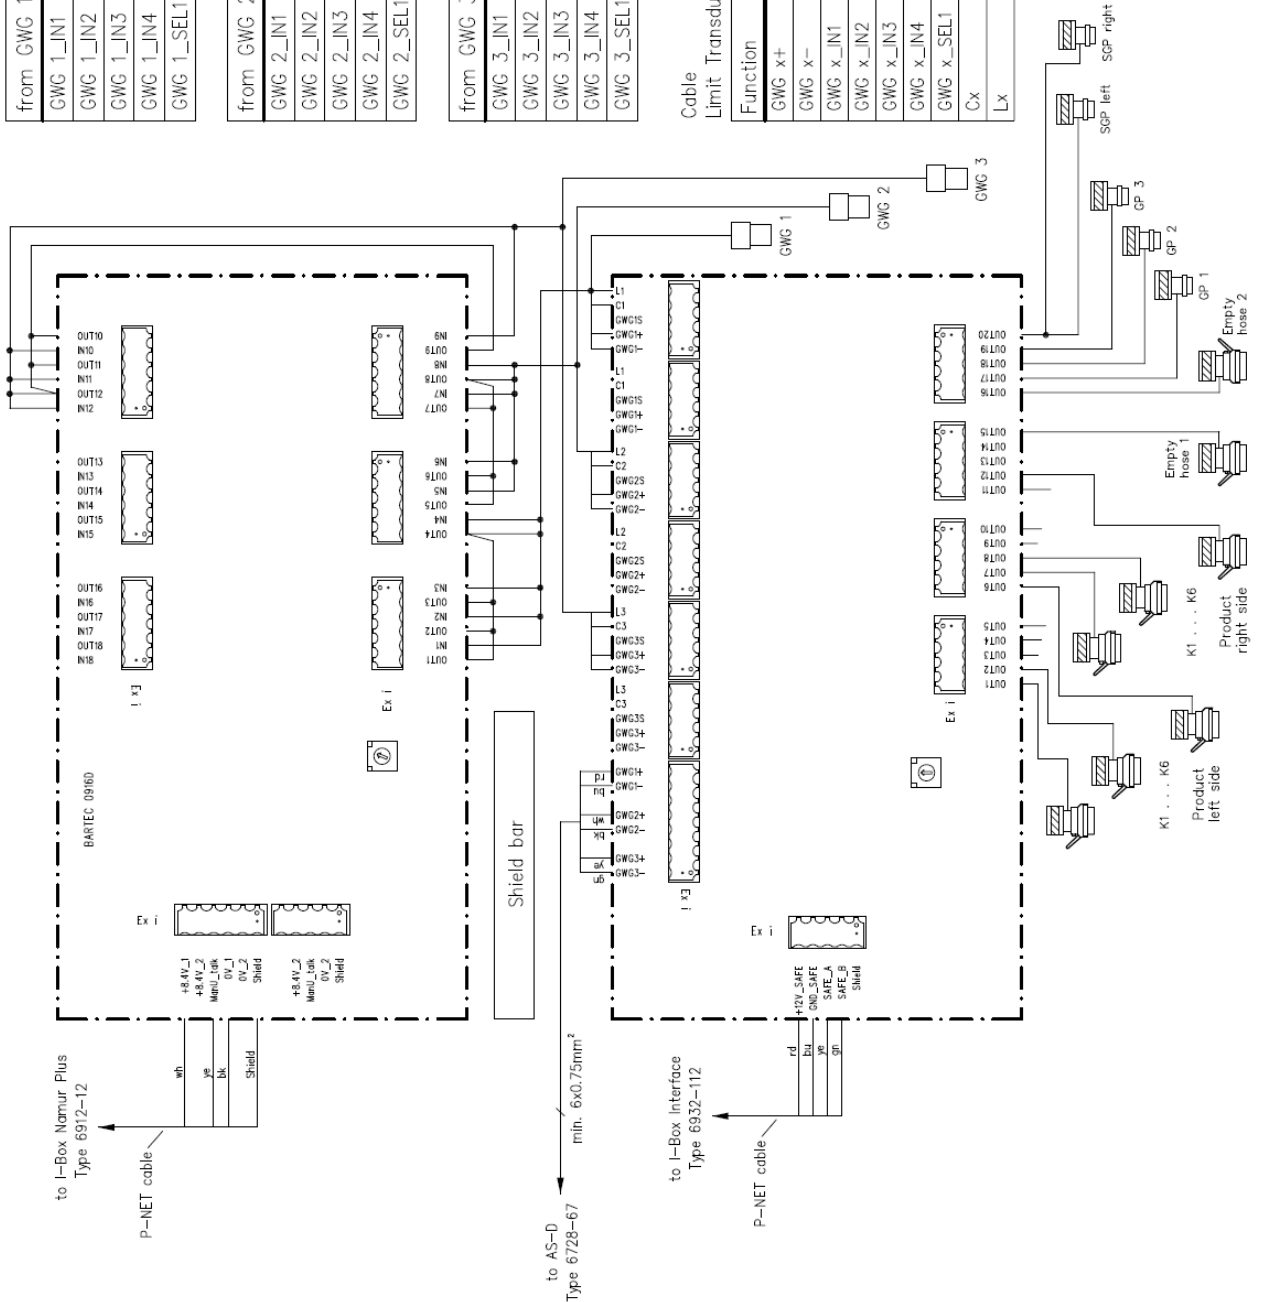 from GWG 1
GWG 1_IN1
GWG 1_IN2
GWG 1_IN3
GWG 1_IN4
GWG 1_SEL1
from GWG 2
GWG 2_IN1
GWG 2_IN2
GWG 2_IN3
GWG 2_IN4
GWG 2_SEL1
from GWG 3
GWG 3_IN1
GWG 3_IN2
GWG 3_IN3
GWG 3_IN4
GWG 3_SEL1
Cable
Limit
Function
GWG x+
GWG x-
GWG x_IN1
GWG x_IN2
GWG x_IN3
GWG x_IN4
GWG x_SEL1
Cx
Lx
SGP right
SGP left
GP 3
GP 2
GP 1
Empty
hose 2
Empty
hose 1
GWG 3
GWG 2
GWG 1
OUT10
IN10
OUT11
IN11
OUT12
IN12
OUT13
IN13
OUT14
IN14
OUT15
IN15
OUT16
IN16
OUT17
IN17
OUT18
IN18
Ex i
IN9
OUT9
IN8
OUT8
IN7
OUT7
IN6
OUT6
IN5
OUT5
IN4
OUT4
IN3
OUT3
IN2
OUT2
IN1
OUT1
Ex i
BARTEC 0916D
Ex i
+8.4V_1
+8.4V_2
ManU_talk
0V_1
0V_2
Shield
+8.4V_2
ManU_talk
0V_2
Shield
wh
ye
bk
Shield
to I-Box Namur Plus
Type 6912-12
P-NET cable
Shield bar
L1
C1
GWG1S
GWG1+
GWG1-
L1
C1
GWG1S
GWG1+
GWG1-
L2
C2
GWG2S
GWG2+
GWG2-
L2
C2
GWG2S
GWG2+
GWG2-
L3
C3
GWG3S
GWG3+
GWG3-
L3
C3
GWG3S
GWG3+
GWG3-
GWG1+
GWG1-
GWG2+
GWG2-
GWG3+
GWG3-
rd
bu
wh
bk
ye
gn
Ex i
min. 6x0.75mm²
to AS-D
Type 6728-67
OUT20
OUT19
OUT18
OUT17
OUT16
OUT15
OUT14
OUT13
OUT12
OUT11
OUT10
OUT9
OUT8
OUT7
OUT6
OUT5
OUT4
OUT3
OUT2
OUT1
Ex i
K1 . . . K6
Product
right side
K1 . . . K6
Product
left side
Ex i
+12V_SAFE
GND_SAFE
SAFE_A
SAFE_B
Shield
rd
bu
ye
gn
to I-Box Interface
Type 6932-112
P-NET cable